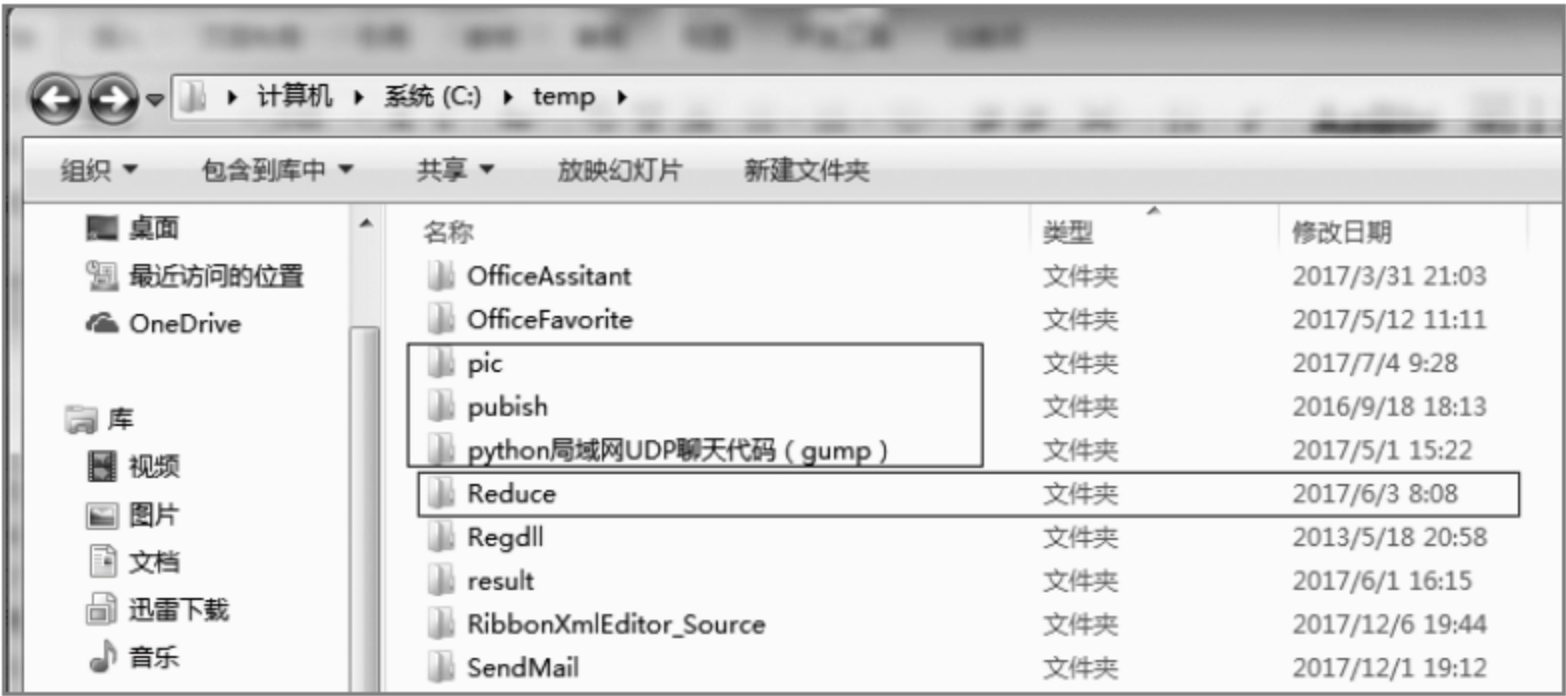 计算机 系统 (C:) temp
组织 包含到库中 共享 放映幻灯片 新建文件夹
桌面
最近访问的位置
OneDrive
库
视频
图片
文档
迅雷下载
音乐
名称 类型 修改日期
OfficeAssitant 文件夹 2017/3/31 21:03
OfficeFavorite 文件夹 2017/5/12 11:11
pic 文件夹 2017/7/4 9:28
pubish 文件夹 2016/9/18 18:13
python局域网UDP聊天代码（gump） 文件夹 2017/5/1 15:22
Reduce 文件夹 2017/6/3 8:08
Regdll 文件夹 2013/5/18 20:58
result 文件夹 2017/6/1 16:15
RibbonXmlEditor_Source 文件夹 2017/12/6 19:44
SendMail 文件夹 2017/12/1 19:12